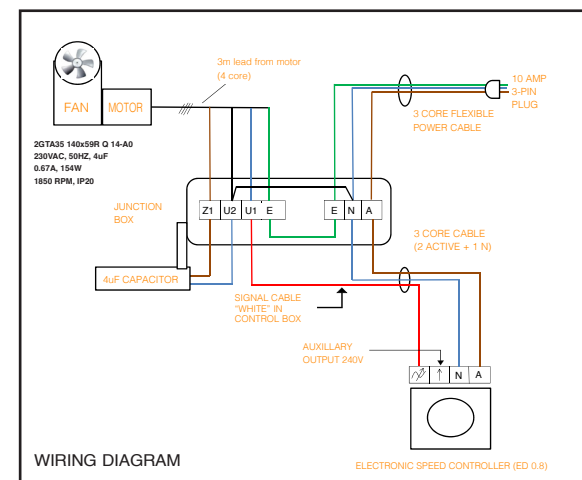 3m lead from motor
(4 core)
FAN
MOTOR
10 AMP
3-PIN
PLUG
3 CORE FLEXIBLE
POWER CABLE
2GTA35 140x59R Q 14-A0
230VAC, 50HZ, 4uF
0.67A, 154W
1850 RPM, IP20
JUNCTION
BOX
Z1 U2 U1 E
E N A
3 CORE CABLE
(2 ACTIVE + 1 N)
4uF CAPACITOR
SIGNAL CABLE
"WHITE" IN
CONTROL BOX
AUXILLARY
OUTPUT 240V
N A
WIRING DIAGRAM
ELECTRONIC SPEED CONTROLLER (ED 0.8)